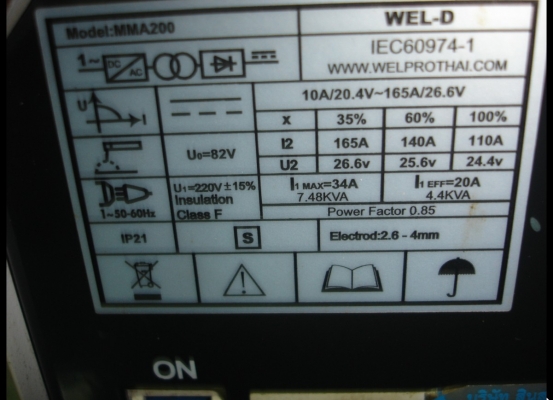 Model:MMA200
WEL-D
1~ DC AC
IEC60974-1
WWW.WELPROTHAI.COM
U
I
10A/20.4V~165A/26.6V
X 35% 60% 100%
U₀=82V
I2 165A 140A 110A
U2 26.6v 25.6v 24.4v
1~50-60Hz
U₁=220V ±15%
Insulation
Class F
I₁ MAX=34A
7.48KVA
I₁ EFF=20A
4.4KVA
Power Factor 0.85
IP21
S
Electrod:2.6 - 4mm
ON